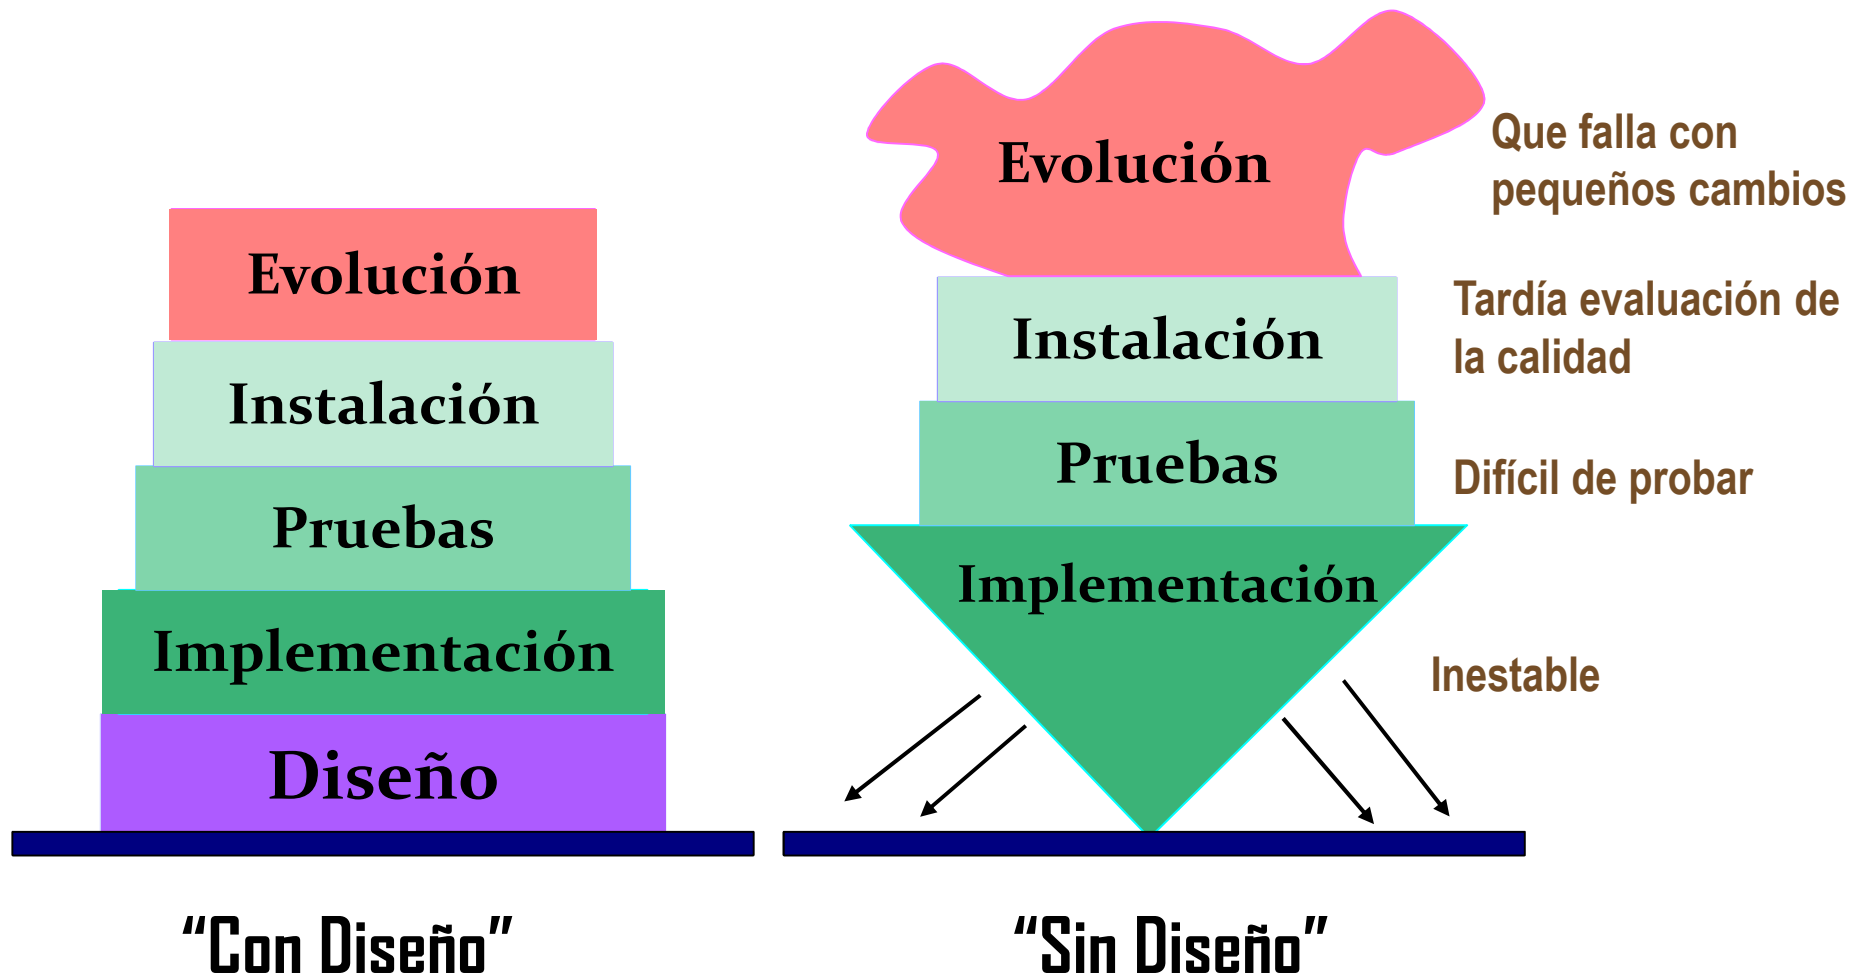 Evolución
Instalación
Pruebas
Implementación
Diseño
“Con Diseño”
Evolución
Que falla con
pequeños cambios
Instalación
Tardía evaluación de
la calidad
Pruebas
Difícil de probar
Implementación
Inestable
“Sin Diseño”